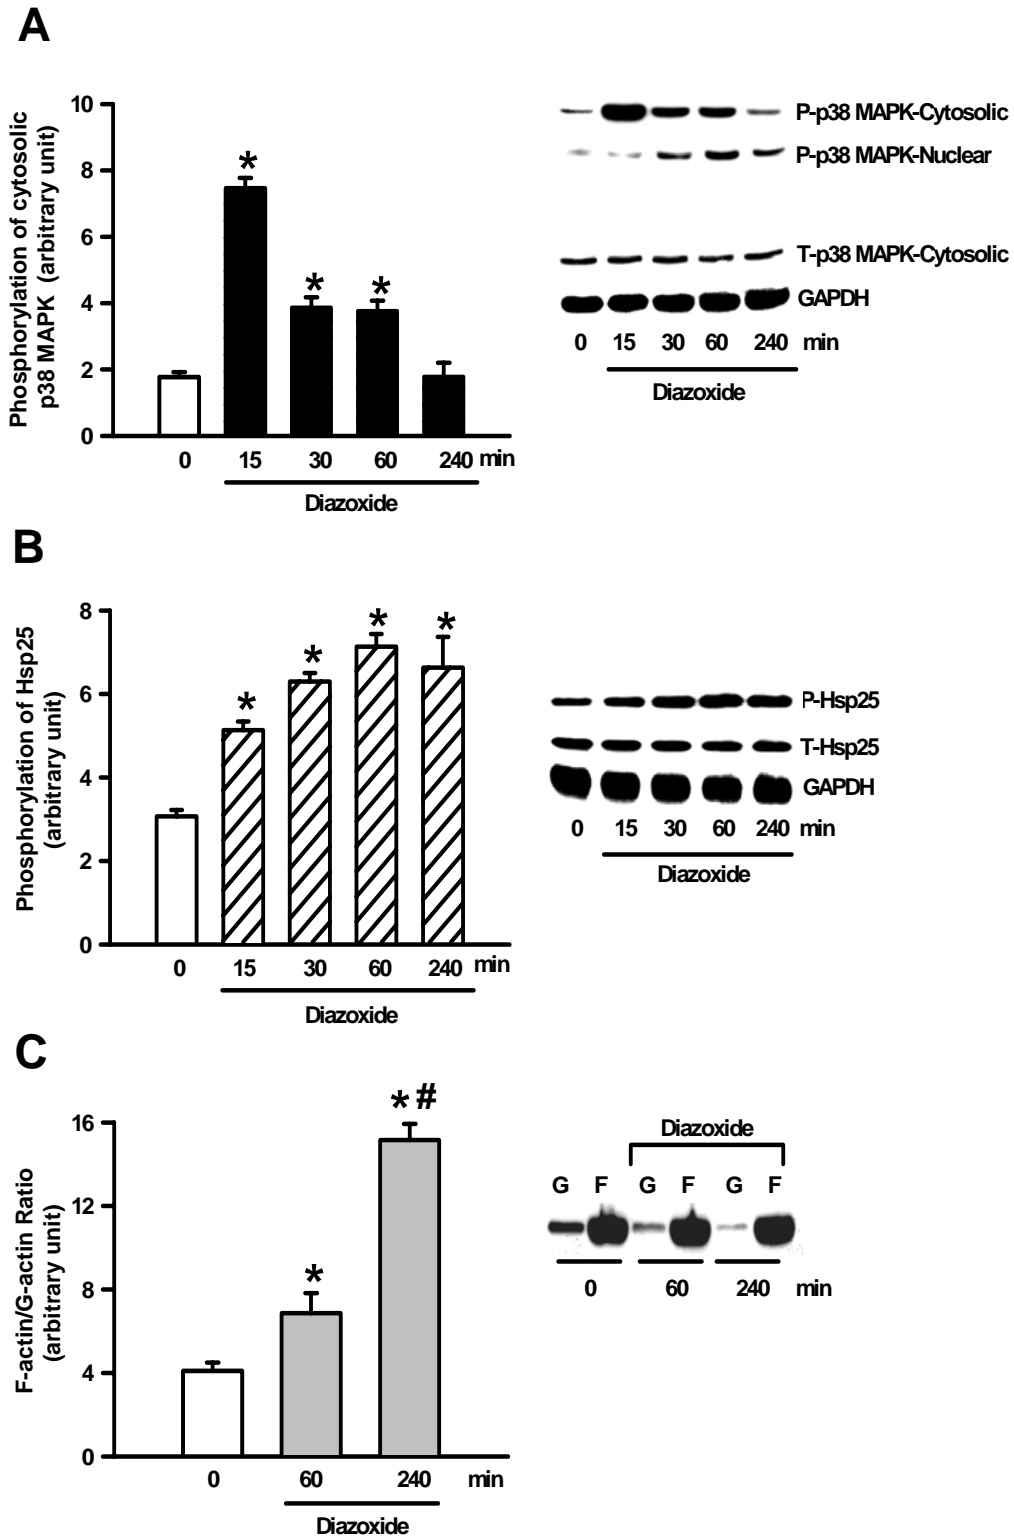 A
Phosphorylation of cytosolic
p38 MAPK (arbitrary unit)
10
8
6
4
2
0
*
*
*
0 15 30 60 240 min
Diazoxide
P-p38 MAPK-Cytosolic
P-p38 MAPK-Nuclear
T-p38 MAPK-Cytosolic
GAPDH
0 15 30 60 240 min
Diazoxide
B
Phosphorylation of Hsp25
(arbitrary unit)
8
6
4
2
0
*
*
*
*
0 15 30 60 240 min
Diazoxide
P-Hsp25
T-Hsp25
GAPDH
0 15 30 60 240 min
Diazoxide
C
F-actin/G-actin Ratio
(arbitrary unit)
16
12
8
4
0
*
*#
0 60 240 min
Diazoxide
Diazoxide
G F G F G F
0 60 240 min